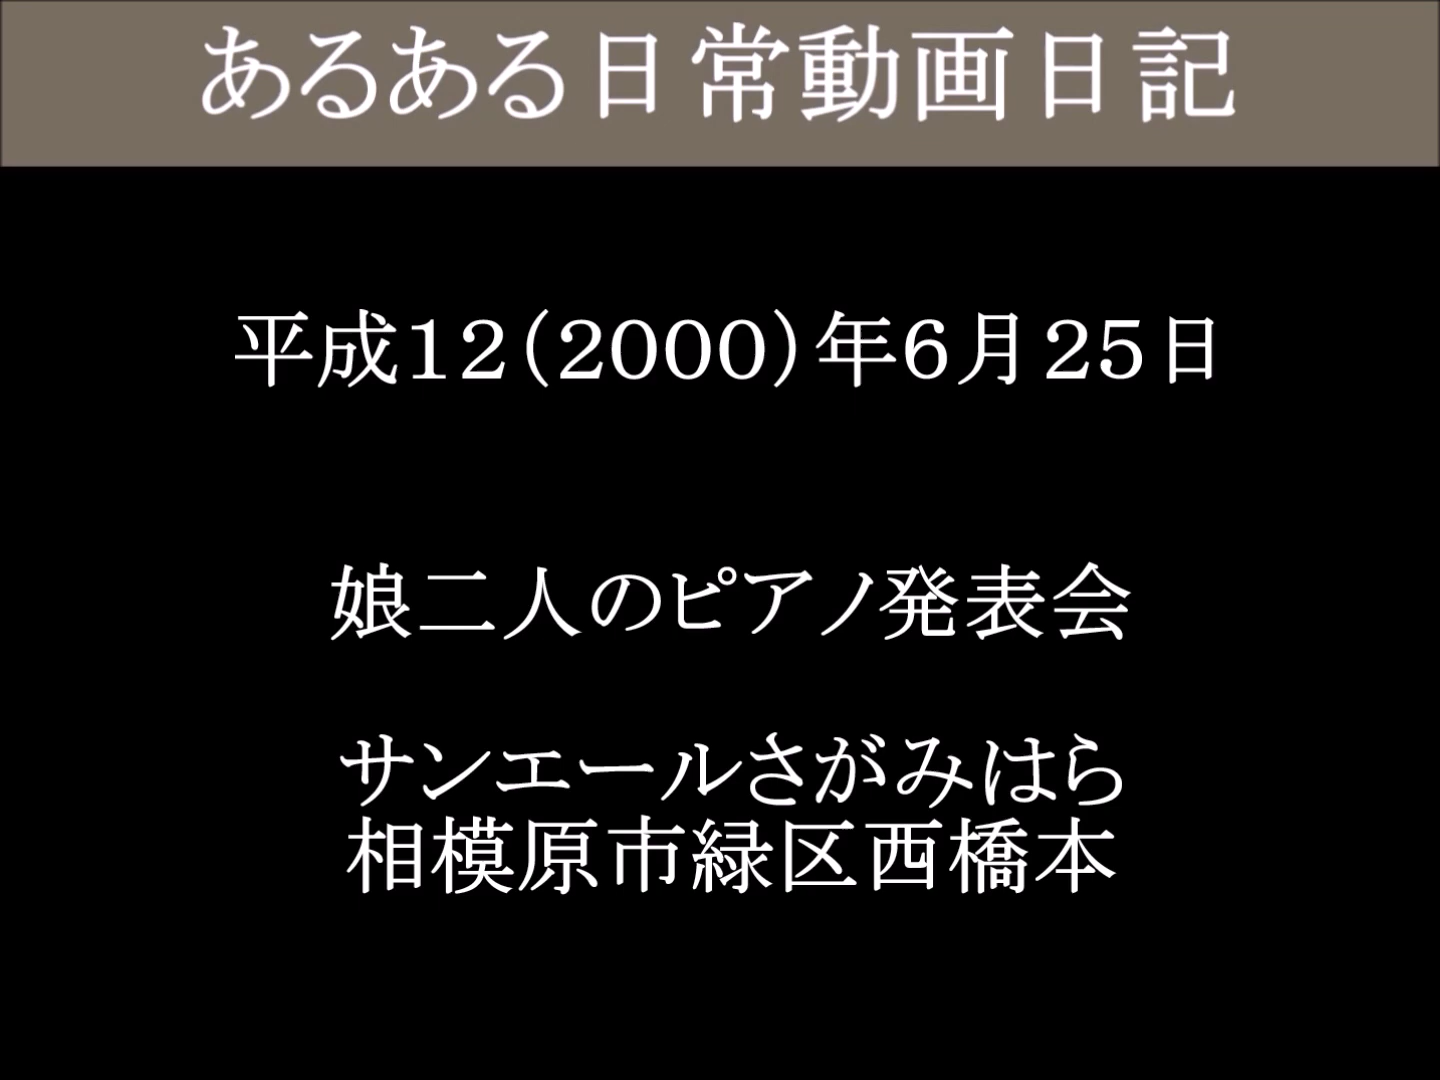 あるある日常動画日記
平成１２（２０００）年６月２５日
娘二人のピアノ発表会
サンエールさがみはら
相模原市緑区西橋本